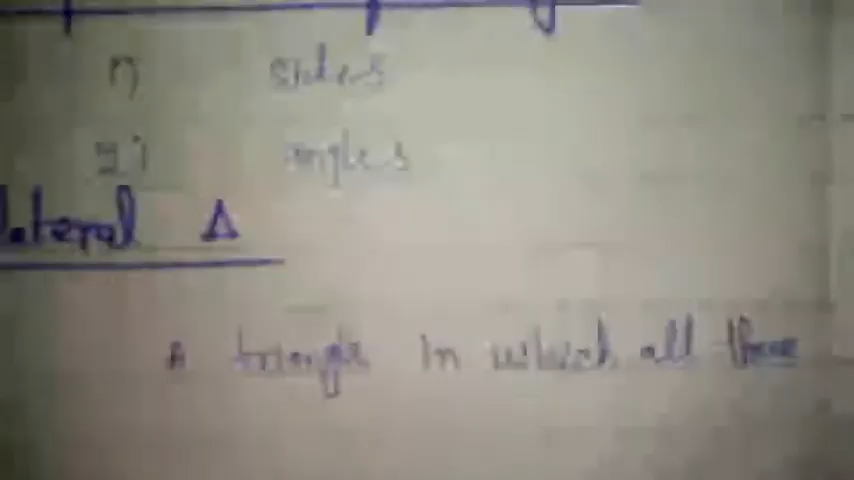 sides
angles
lateral Δ
A triangle in which all three